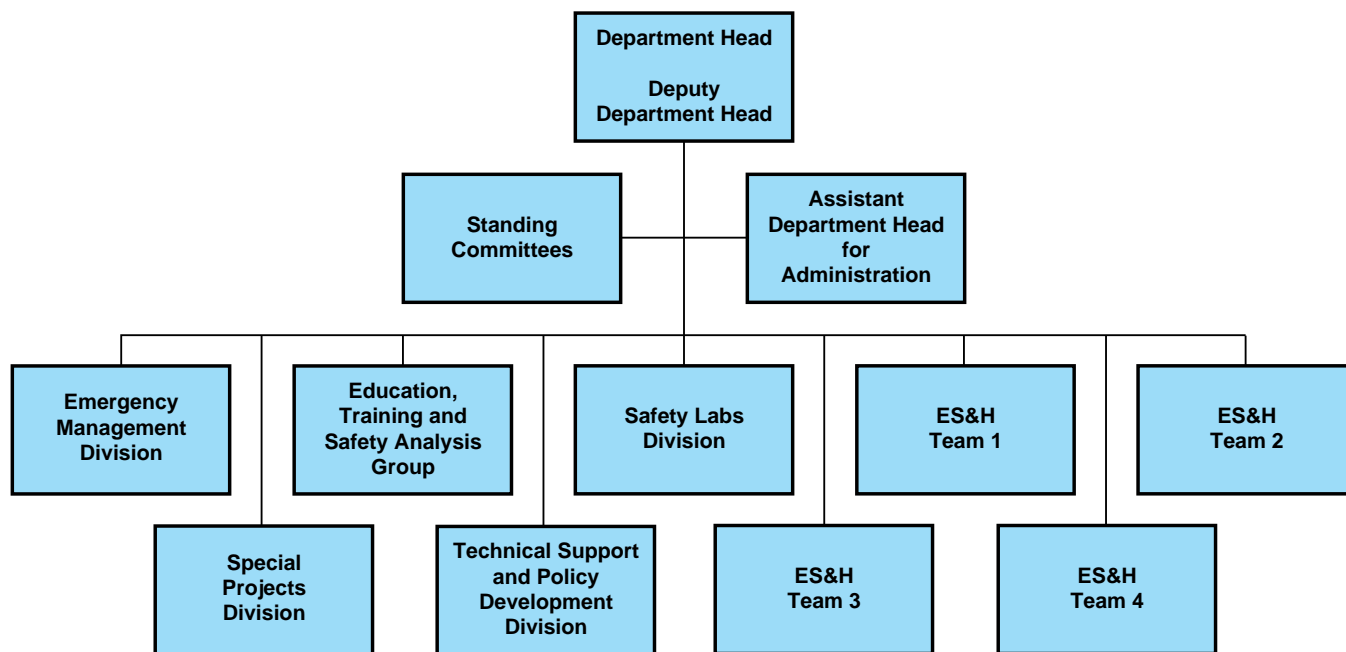 Department Head
Deputy
Department Head
Standing
Committees
Assistant
Department Head
for
Administration
Emergency
Management
Division
Education,
Training and
Safety Analysis
Group
Safety Labs
Division
ES&H
Team 1
ES&H
Team 2
Special
Projects
Division
Technical Support
and Policy
Development
Division
ES&H
Team 3
ES&H
Team 4